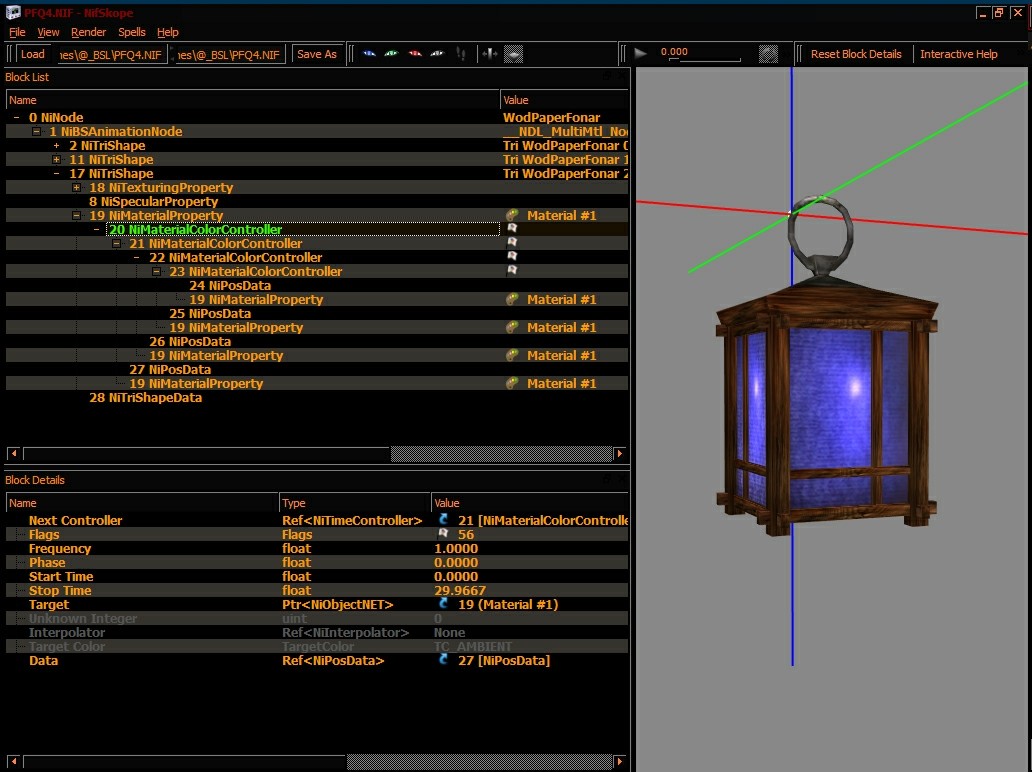 PFQ4.NIF - NifSkope
File View Render Spells Help
Load nes\@_BSL\PFQ4.NIF nes\@_BSL\PFQ4.NIF Save As 0.000 Reset Block Details Interactive Help
Block List
Name Value
0 NiNode WodPaperFonar
1 NiBSAnimationNode __NDL_MultiMtl_No
2 NiTriShape Tri WodPaperFonar 0
11 NiTriShape Tri WodPaperFonar 1
17 NiTriShape Tri WodPaperFonar 2
18 NiTexturingProperty
8 NiSpecularProperty
19 NiMaterialProperty Material #1
20 NiMaterialColorController
21 NiMaterialColorController
22 NiMaterialColorController
23 NiMaterialColorController
24 NiPosData
19 NiMaterialProperty Material #1
25 NiPosData
19 NiMaterialProperty Material #1
26 NiPosData
19 NiMaterialProperty Material #1
27 NiPosData
19 NiMaterialProperty Material #1
28 NiTriShapeData
Block Details
Name Type Value
Next Controller Ref<NiTimeController> 21 [NiMaterialColorControlle
Flags Flags 56
Frequency float 1.0000
Phase float 0.0000
Start Time float 0.0000
Stop Time float 29.9667
Target Ptr<NiObjectNET> 19 (Material #1)
Unknown Integer uint 0
Interpolator Ref<NiInterpolator> None
Target Color TargetColor TC_AMBIENT
Data Ref<NiPosData> 27 [NiPosData]